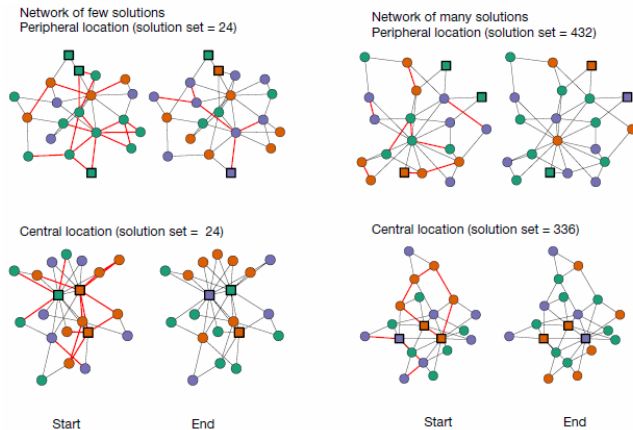 Network of few solutions
Peripheral location (solution set = 24)
Network of many solutions
Peripheral location (solution set = 432)
Central location (solution set = 24)
Central location (solution set = 336)
Start
End
Start
End